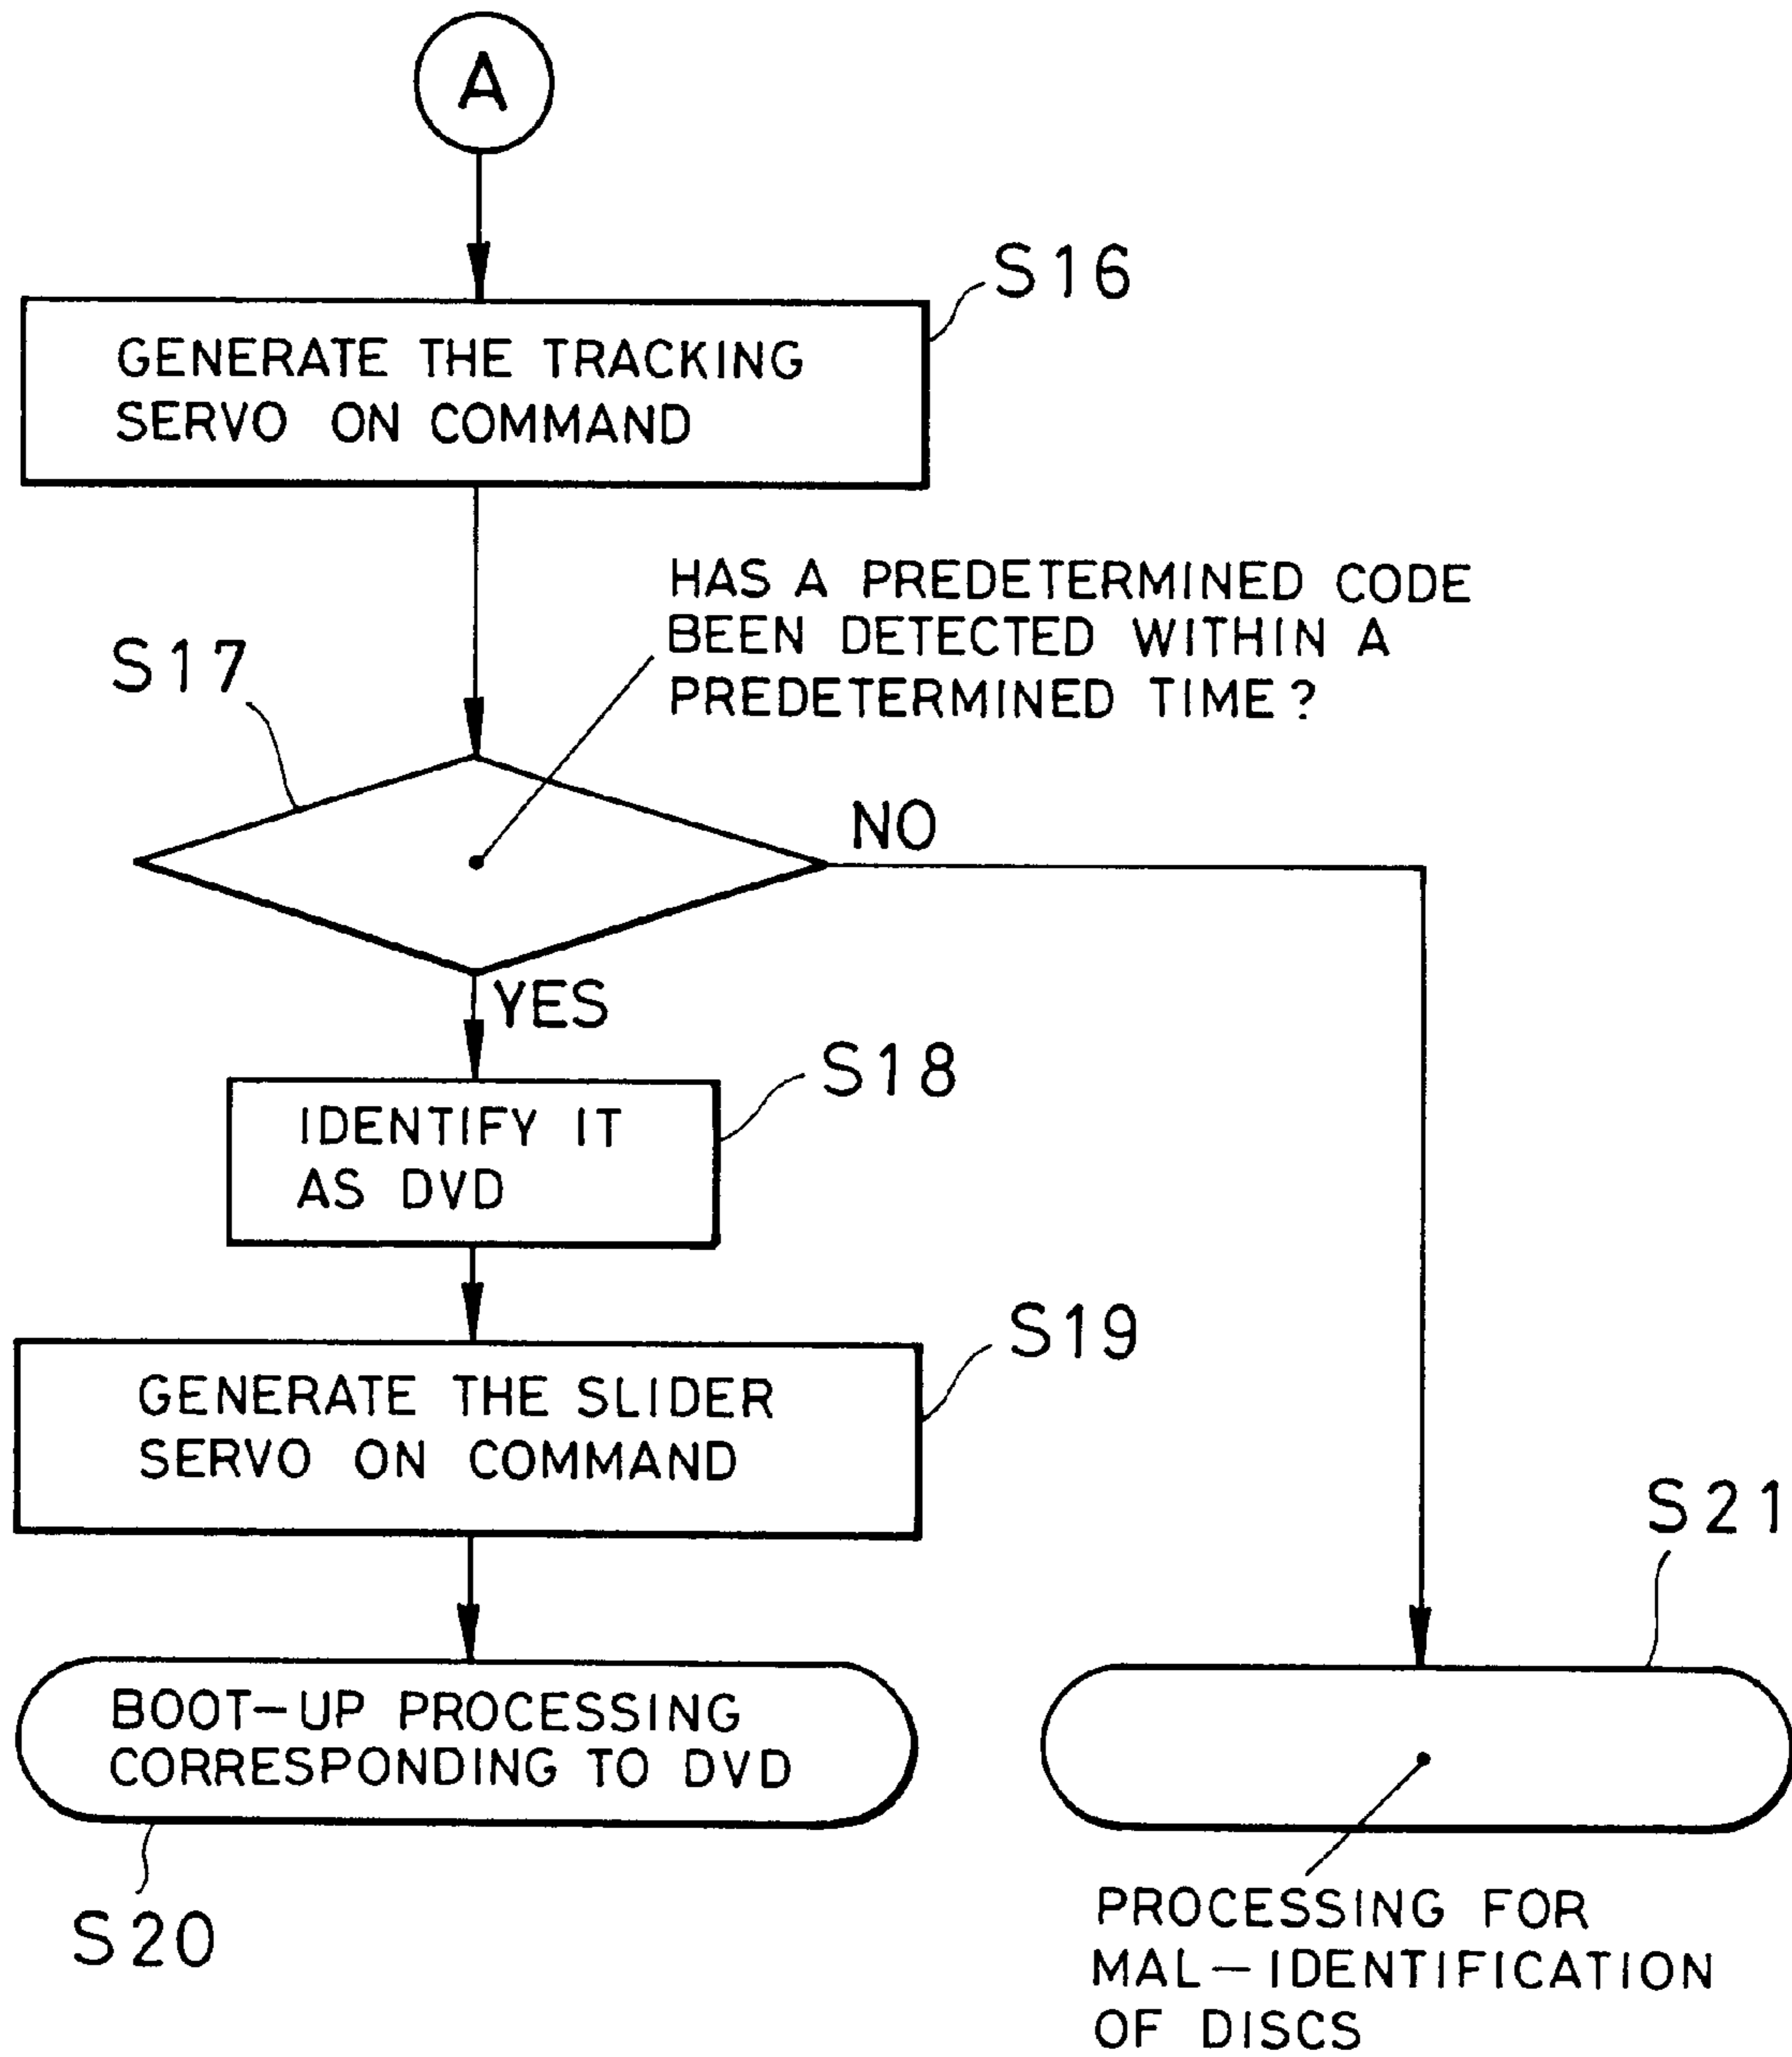 A
S16
GENERATE THE TRACKING
SERVO ON COMMAND
HAS A PREDETERMINED CODE
BEEN DETECTED WITHIN A
PREDETERMINED TIME?
S17
NO
YES
S18
IDENTIFY IT
AS DVD
S19
GENERATE THE SLIDER
SERVO ON COMMAND
S21
BOOT-UP PROCESSING
CORRESPONDING TO DVD
S20
PROCESSING FOR
MAL-IDENTIFICATION
OF DISCS